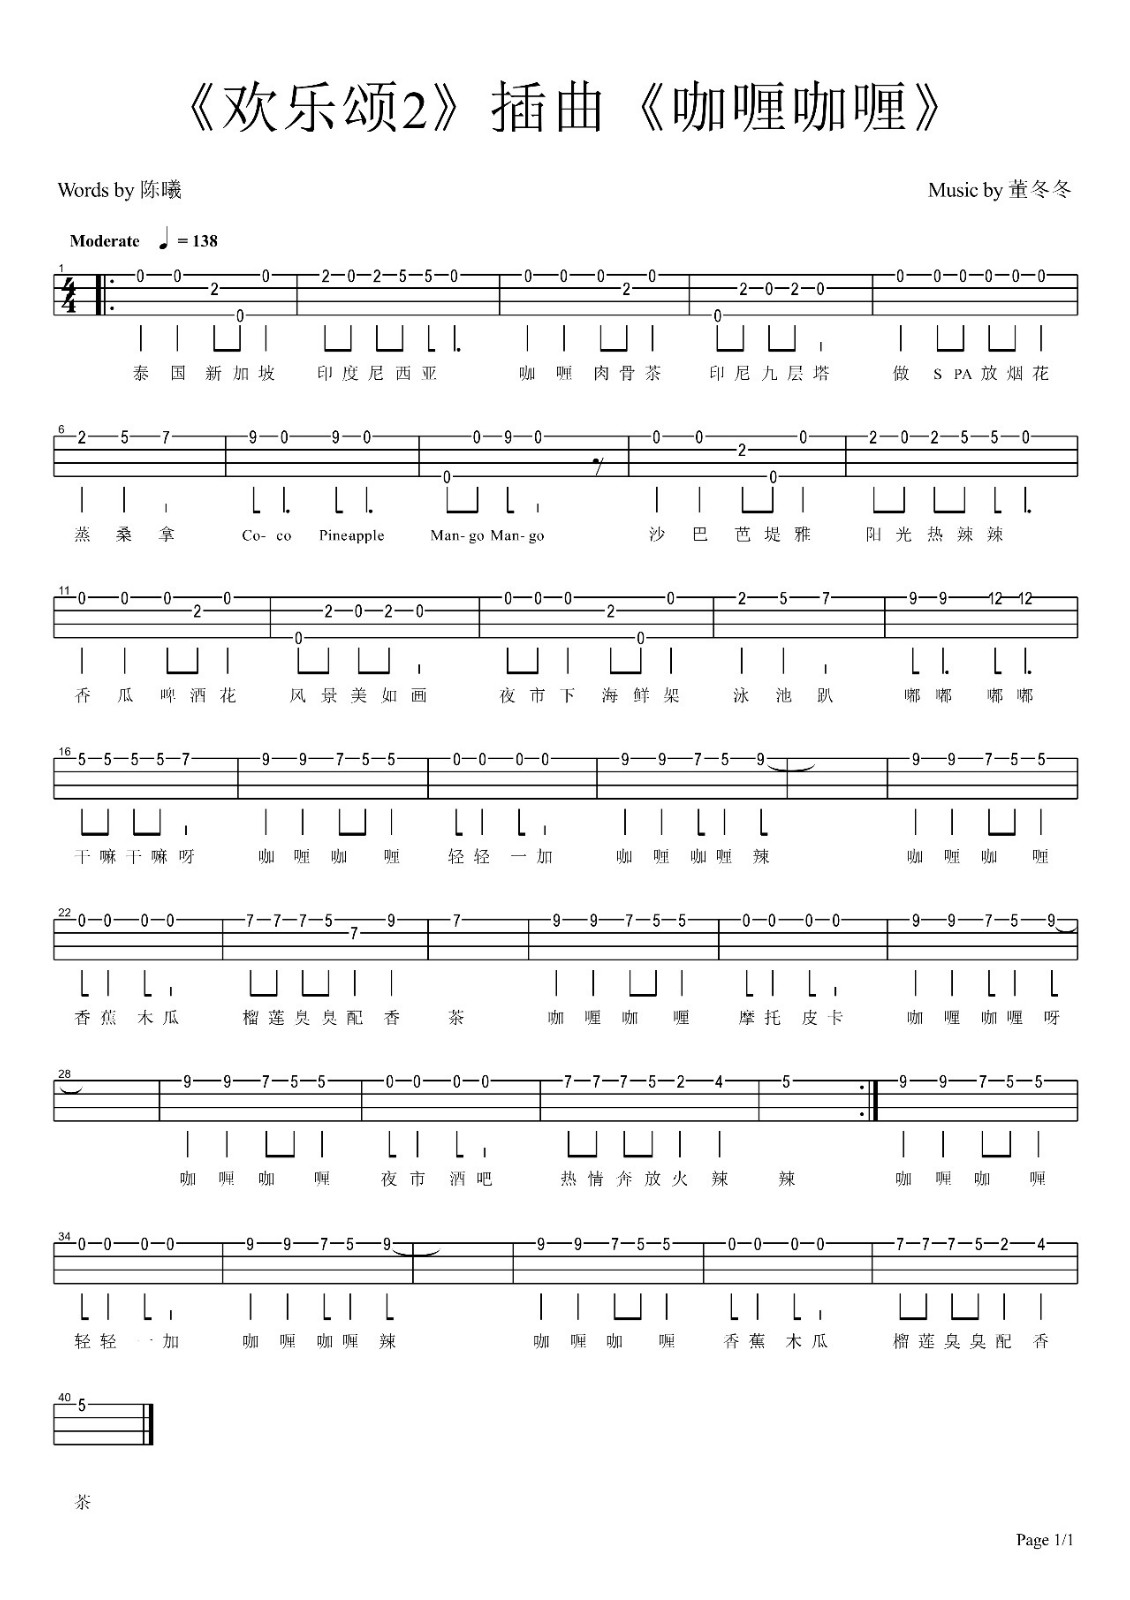 《欢乐颂2》插曲《咖喱咖喱》
Words by 陈曦 Music by 董冬冬
Moderate ♩ = 138
1 4/4 0 0 2 0 0 2 0 2 5 5 0 0 0 0 2 0 0 2 0 2 0 0 0 0 0 0 0
泰 国 新 加 坡 印 度 尼 西 亚 咖 喱 肉 骨 茶 印 尼 九 层 塔 做 S PA 放 烟 花
6 2 5 7 9 0 9 0 0 0 9 0 0 0 2 0 0 2 0 2 5 5 0
蒸 桑 拿 Co- co Pineapple Man- go Man- go 沙 巴 芭 堤 雅 阳 光 热 辣 辣
11 0 0 0 2 0 0 2 0 2 0 0 0 0 2 0 0 2 5 7 9 9 12 12
香 瓜 啤 酒 花 风 景 美 如 画 夜 市 下 海 鲜 架 泳 池 趴 嘟 嘟 嘟 嘟
16 5 5 5 5 7 9 9 7 5 5 0 0 0 0 9 9 7 5 9 9 9 7 5 5
干 嘛 干 嘛 呀 咖 喱 咖 喱 轻 轻 一 加 咖 喱 咖 喱 辣 咖 喱 咖 喱
22 0 0 0 0 7 7 7 5 7 9 7 9 9 7 5 5 0 0 0 0 9 9 7 5 9
香 蕉 木 瓜 榴 莲 臭 臭 配 香 茶 咖 喱 咖 喱 摩 托 皮 卡 咖 喱 咖 喱 呀
28 9 9 7 5 5 0 0 0 0 7 7 7 5 2 4 5 9 9 7 5 5
咖 喱 咖 喱 夜 市 酒 吧 热 情 奔 放 火 辣 辣 咖 喱 咖 喱
34 0 0 0 0 9 9 7 5 9 9 9 7 5 5 0 0 0 0 7 7 7 5 2 4
轻 轻 一 加 咖 喱 咖 喱 辣 咖 喱 咖 喱 香 蕉 木 瓜 榴 莲 臭 臭 配 香
40 5
茶
Page 1/1